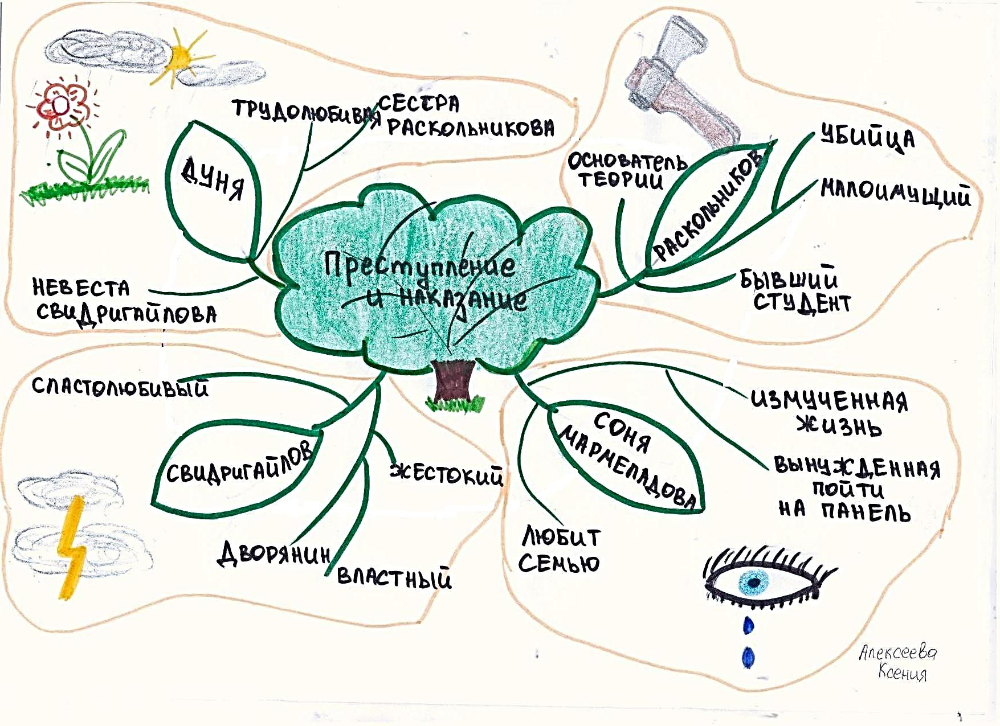 ТРУДОЛЮБИВАЯ
СЕСТРА
РАСКОЛЬНИКОВА
ДУНЯ
НЕВЕСТА
СВИДРИГАЙЛОВА
Преступление
и наказание
ОСНОВАТЕЛЬ
ТЕОРИИ
РАСКОЛЬНИКОВ
УБИЙЦА
МАЛОИМУЩИЙ
БЫВШИЙ
СТУДЕНТ
СЛАСТОЛЮБИВЫЙ
СВИДРИГАЙЛОВ
ЖЕСТОКИЙ
ДВОРЯНИН
ВЛАСТНЫЙ
СОНЯ
МАРМЕЛАДОВА
ИЗМУЧЕННАЯ
ЖИЗНЬ
ВЫНУЖДЕННАЯ
ПОЙТИ
НА ПАНЕЛЬ
ЛЮБИТ
СЕМЬЮ
Алексеева
Ксения